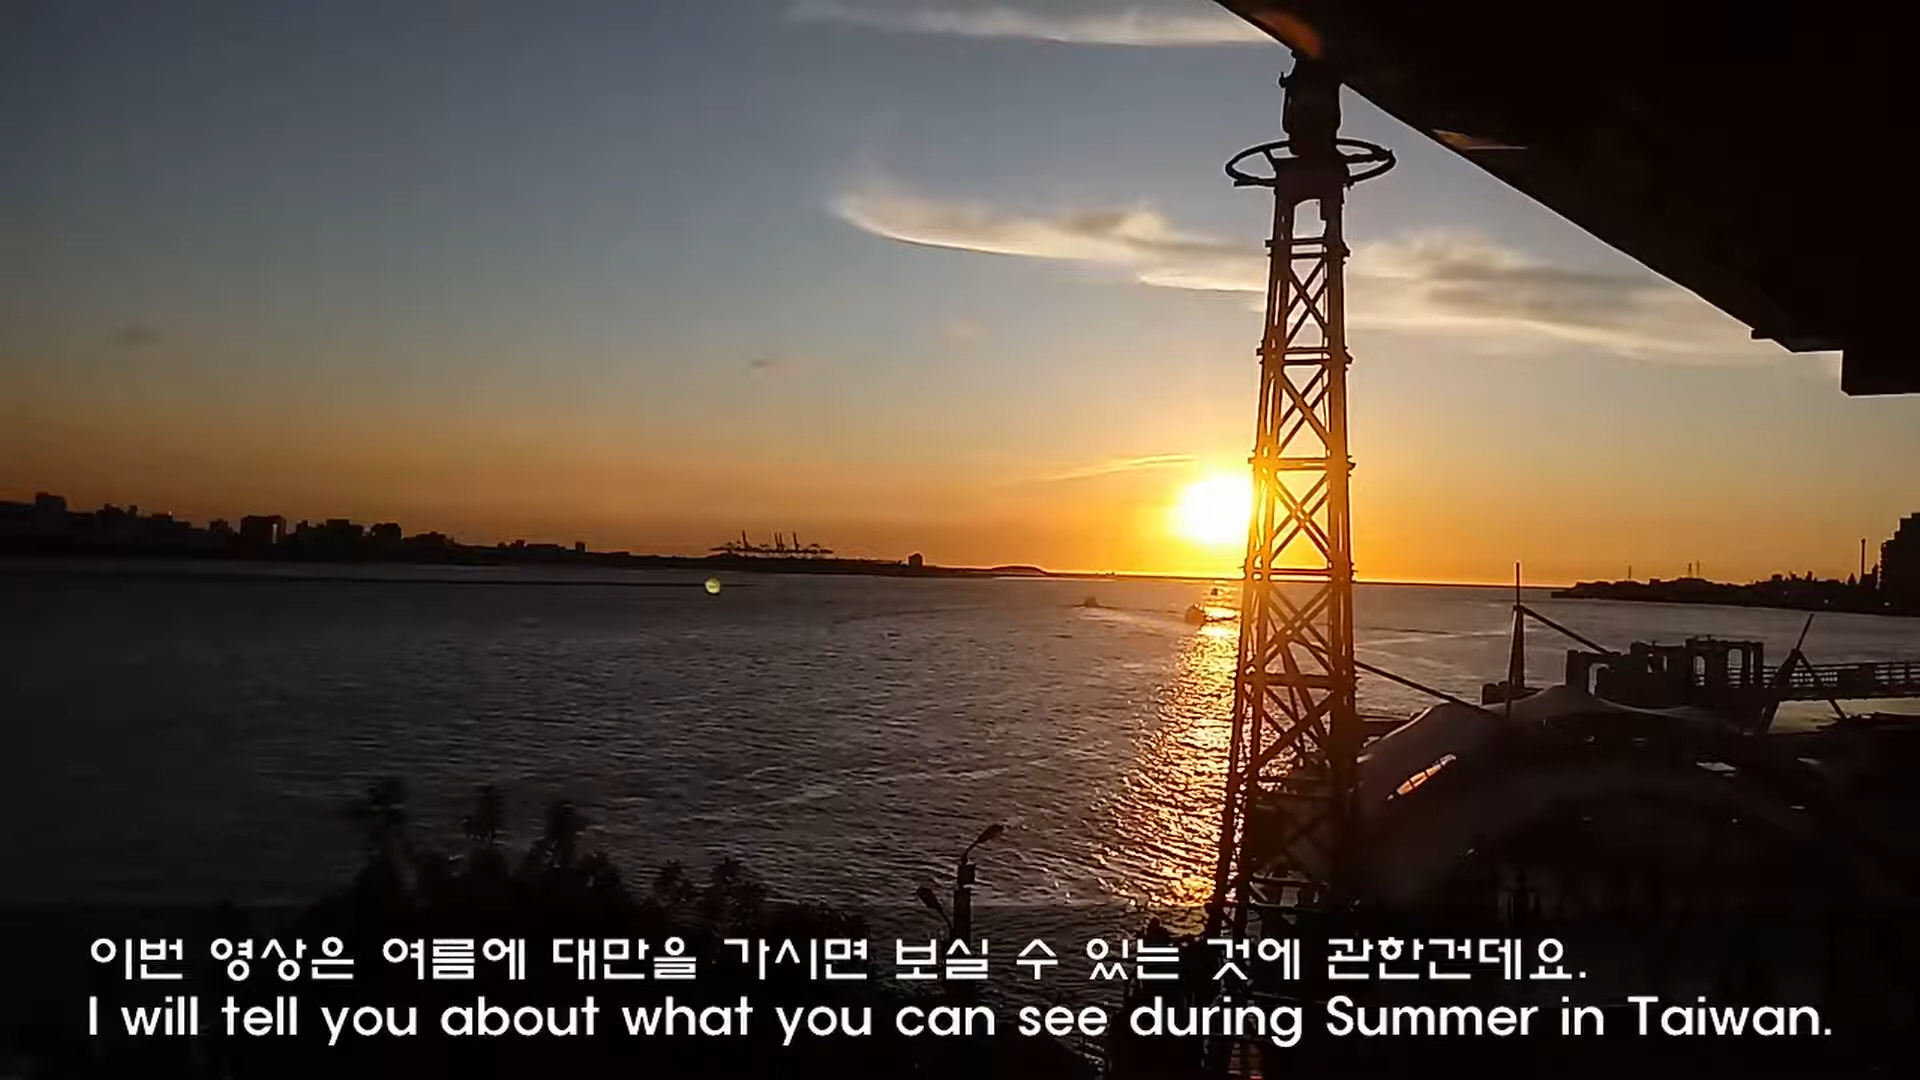 이번 영상은 여름에 대만을 가시면 보실 수 있는 것에 관한건데요.
I will tell you about what you can see during Summer in Taiwan.